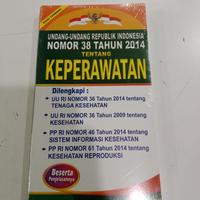 UNDANG-UNDANG REPUBLIK INDONESIA
NOMOR 38 TAHUN 2014
TENTANG
KEPERAWATAN
Dilengkapi :
UU RI NOMOR 36 Tahun 2014 tentang
TENAGA KESEHATAN
UU RI NOMOR 36 Tahun 2009 tentang
KESEHATAN
PP RI NOMOR 46 Tahun 2014 tentang
SISTEM INFORMASI KESEHATAN
PP RI NOMOR 61 Tahun 2014 tentang
KESEHATAN REPRODUKSI
Beserta
Penjelasannya